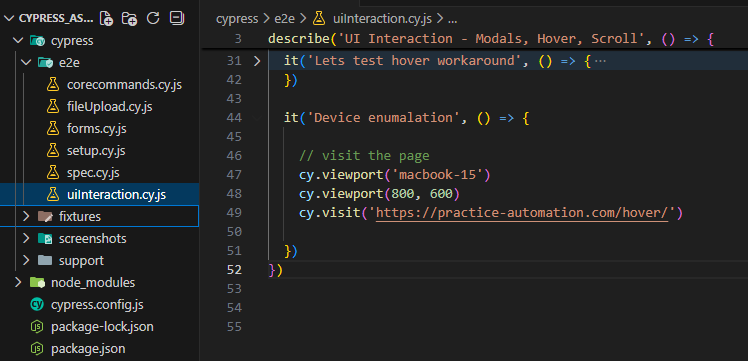 CYPRESS_AS...
cypress
e2e
corecommands.cy.js
fileUpload.cy.js
forms.cy.js
setup.cy.js
spec.cy.js
uiInteraction.cy.js
fixtures
screenshots
support
node_modules
cypress.config.js
package-lock.json
package.json
cypress > e2e > uiInteraction.cy.js > ...
3 describe('UI Interaction - Modals, Hover, Scroll', () => {
31 it('Lets test hover workaround', () => { ...
42 })
43
44 it('Device enumalation', () => {
45
46 // visit the page
47 cy.viewport('macbook-15')
48 cy.viewport(800, 600)
49 cy.visit('https://practice-automation.com/hover/')
50
51 })
52 })
53
54
55